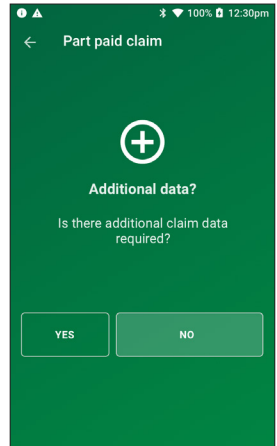 100% 12:30pm
Part paid claim
Additional data?
Is there additional claim data
required?
YES
NO